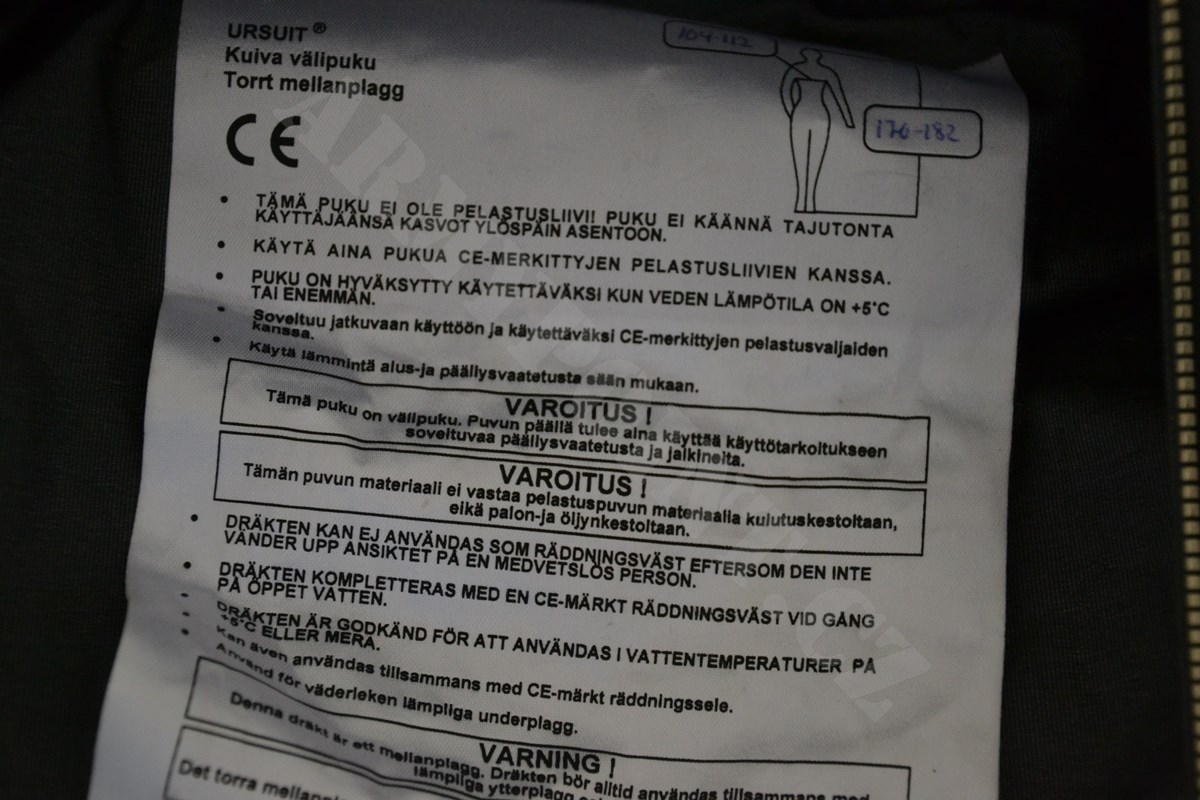 URSUIT ®
Kuiva välipuku
Torrt mellanplagg
CE
104-112
176-182
• TÄMÄ PUKU EI OLE PELASTUSLIIVI! PUKU EI KÄÄNNÄ TAJUTONTA
KÄYTTÄJÄÄNSÄ KASVOT YLÖSPÄIN ASENTOON.
• KÄYTÄ AINA PUKUA CE-MERKITTYJEN PELASTUSLIIVIEN KANSSA.
• PUKU ON HYVÄKSYTTY KÄYTETTÄVÄKSI KUN VEDEN LÄMPÖTILA ON +5°C
TAI ENEMMÄN.
• Soveltuu jatkuvaan käyttöön ja käytettäväksi CE-merkittyjen pelastusvaljaiden
kanssa.
• Käytä lämmintä alus-ja päällysvaatetusta sään mukaan.
VAROITUS !
Tämä puku on välipuku. Puvun päällä tulee aina käyttää käyttötarkoitukseen
soveltuvaa päällysvaatetusta ja jalkineita.
VAROITUS !
Tämän puvun materiaali ei vastaa pelastuspuvun materiaalia kulutuskestoltaan,
eikä palon-ja öljynkestoltaan.
• DRÄKTEN KAN EJ ANVÄNDAS SOM RÄDDNINGSVÄST EFTERSOM DEN INTE
VÄNDER UPP ANSIKTET PÅ EN MEDVETSLÖS PERSON.
• DRÄKTEN KOMPLETTERAS MED EN CE-MÄRKT RÄDDNINGSVÄST VID GÅNG
PÅ ÖPPET VATTEN.
• DRÄKTEN ÄR GODKÄND FÖR ATT ANVÄNDAS I VATTENTEMPERATURER PÅ
+5°C ELLER MERA.
• Kan även användas tillsammans med CE-märkt räddningssele.
• Använd för väderleken lämpliga underplagg.
VARNING !
Denna dräkt är ett mellanplagg. Dräkten bör alltid användas tillsammans med
lämpliga ytterplagg
Det torra
ARMYPORT.CZ